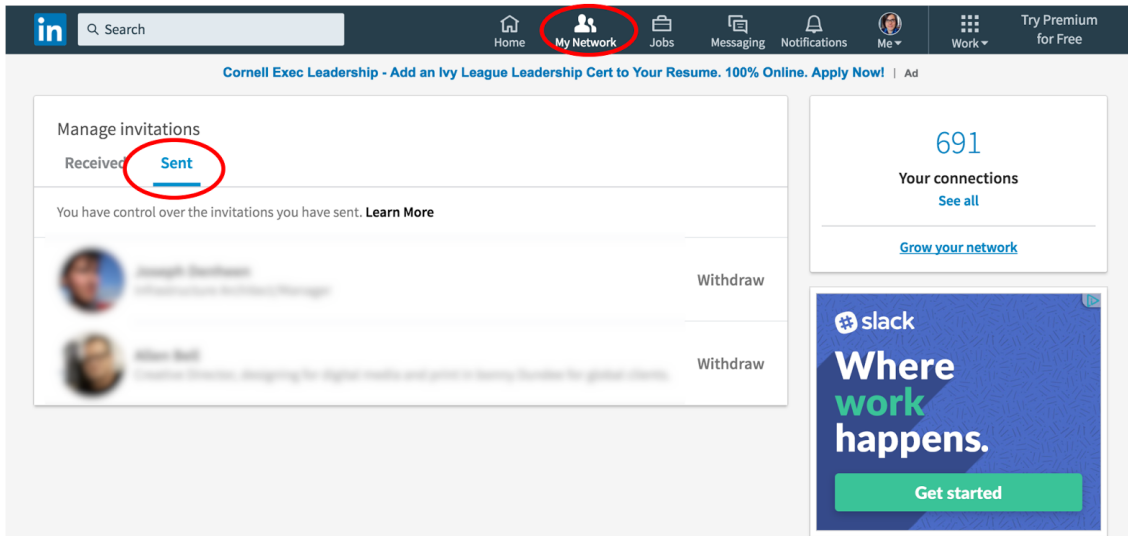 in
Search
Home
My Network
Jobs
Messaging
Notifications
Me
Work
Try Premium
for Free
Cornell Exec Leadership - Add an Ivy League Leadership Cert to Your Resume. 100% Online. Apply Now! | Ad
Manage invitations
Received
Sent
You have control over the invitations you have sent. Learn More
Withdraw
Withdraw
691
Your connections
See all
Grow your network
slack
Where
work
happens.
Get started